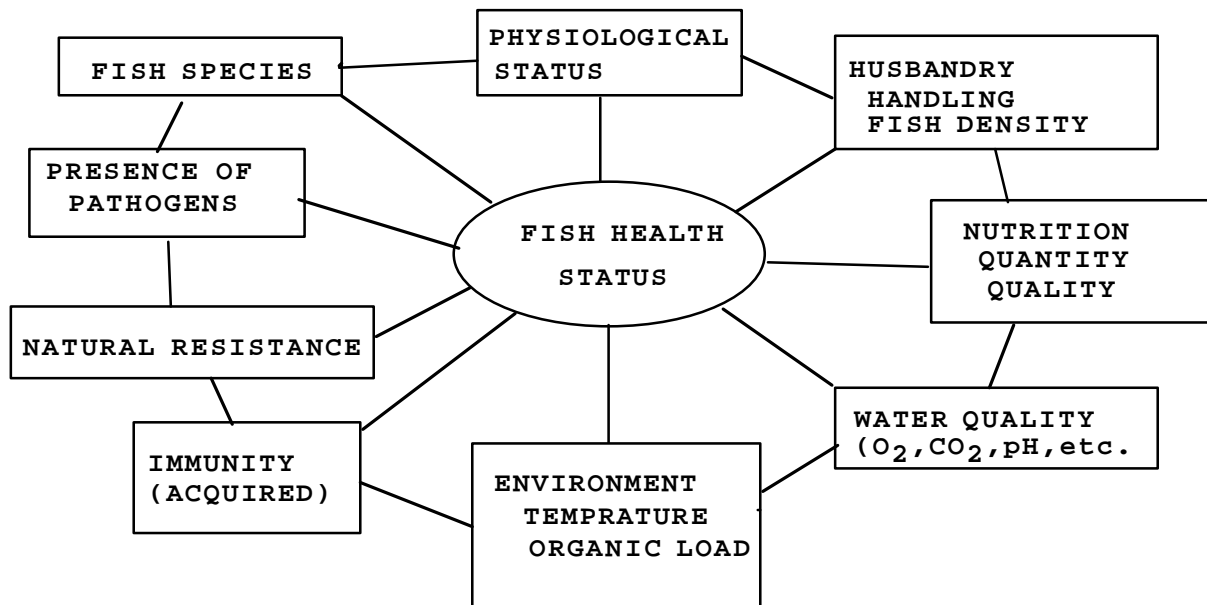 PHYSIOLOGICAL
STATUS
FISH SPECIES
HUSBANDRY
HANDLING
FISH DENSITY
PRESENCE OF
PATHOGENS
FISH HEALTH
STATUS
NUTRITION
QUANTITY
QUALITY
NATURAL RESISTANCE
WATER QUALITY
(O₂,CO₂,pH,etc.
IMMUNITY
(ACQUIRED)
ENVIRONMENT
TEMPRATURE
ORGANIC LOAD